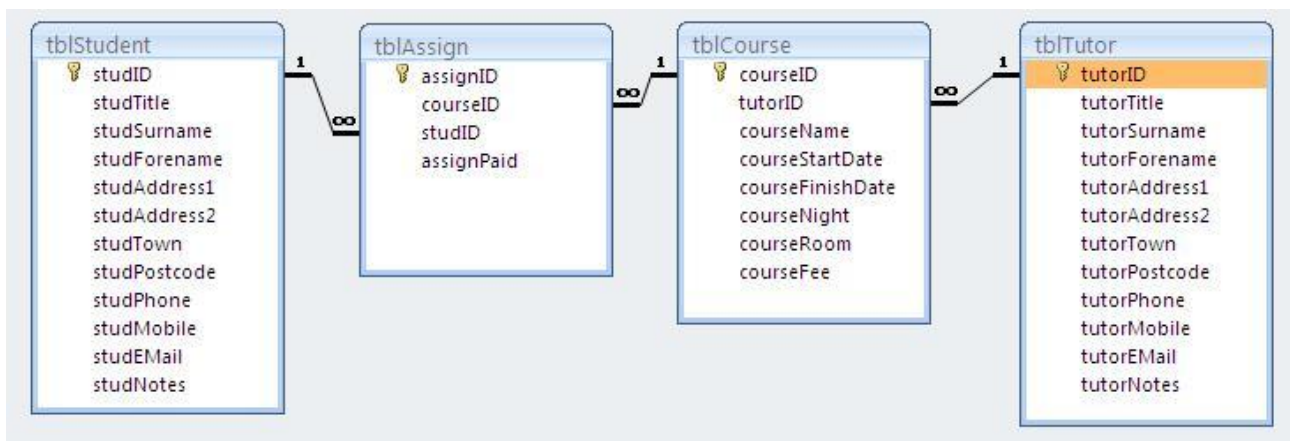 tblStudent
studID
studTitle
studSurname
studForename
studAddress1
studAddress2
studTown
studPostcode
studPhone
studMobile
studEMail
studNotes
1
∞
tblAssign
assignID
courseID
studID
assignPaid
∞
1
tblCourse
courseID
tutorID
courseName
courseStartDate
courseFinishDate
courseNight
courseRoom
courseFee
∞
1
tblTutor
tutorID
tutorTitle
tutorSurname
tutorForename
tutorAddress1
tutorAddress2
tutorTown
tutorPostcode
tutorPhone
tutorMobile
tutorEMail
tutorNotes